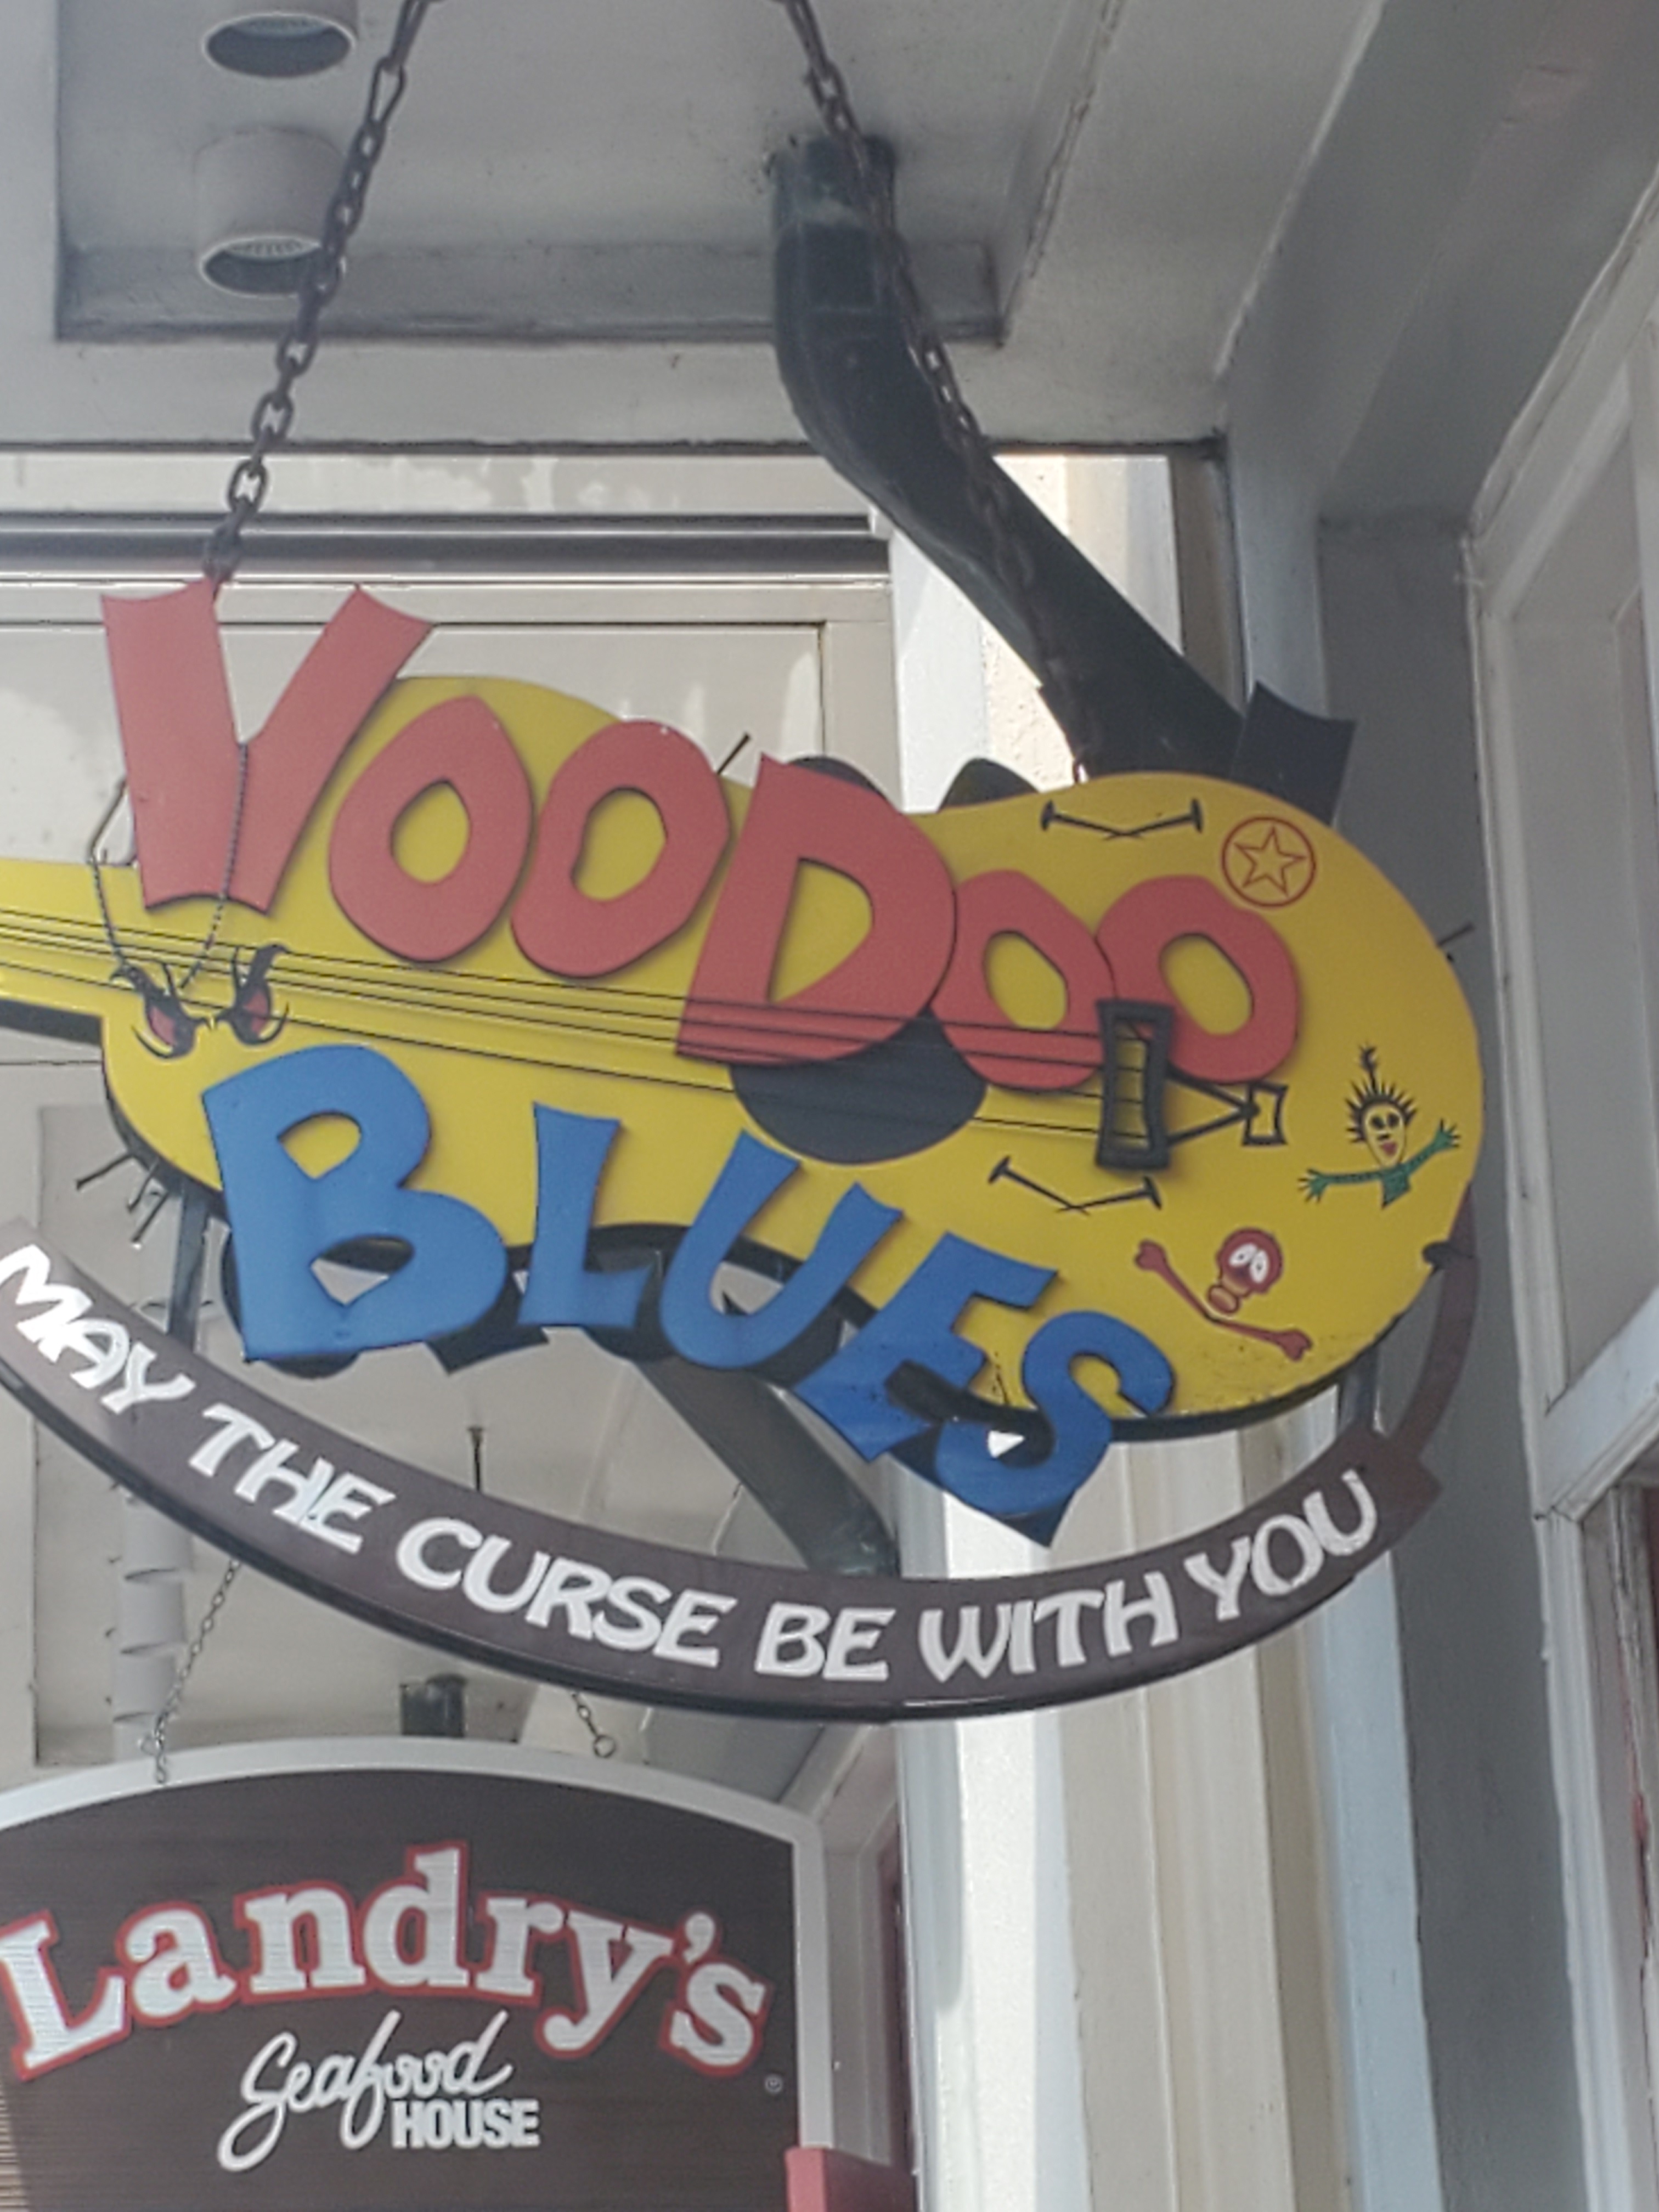 VOODOO
BLUES
MAY THE CURSE BE WITH YOU
Landry's
Seafood
HOUSE
®